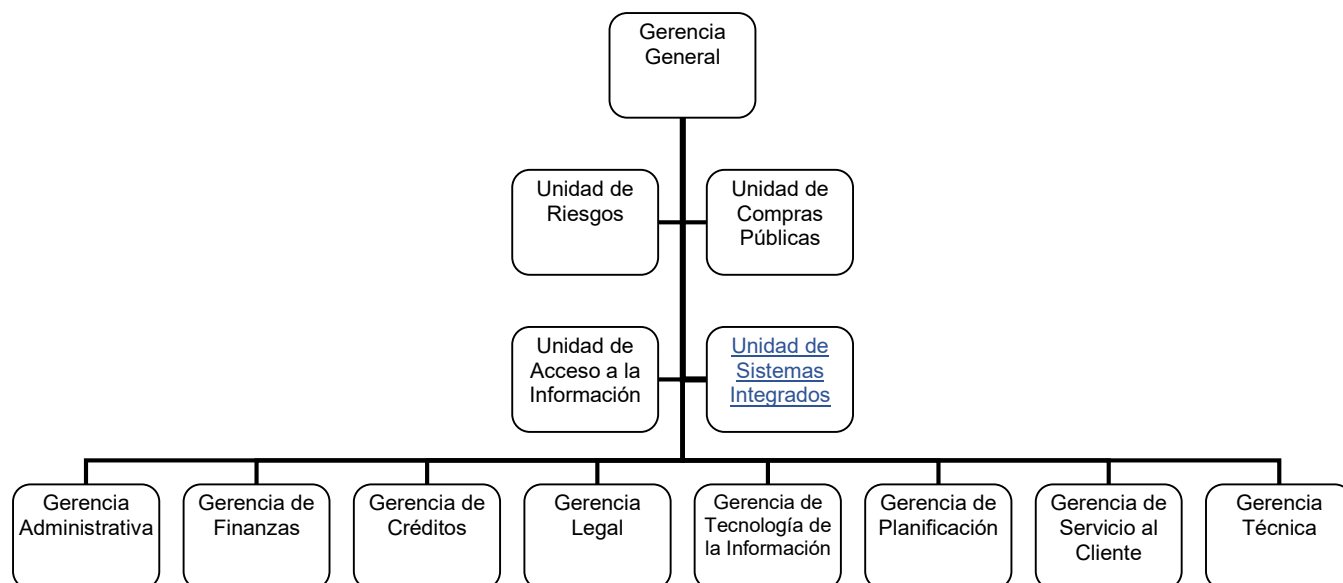 Gerencia
General
Unidad de
Riesgos
Unidad de
Compras
Públicas
Unidad de
Acceso a la
Información
Unidad de
Sistemas
Integrados
Gerencia
Administrativa
Gerencia de
Finanzas
Gerencia de
Créditos
Gerencia
Legal
Gerencia de
Tecnología de
la Información
Gerencia de
Planificación
Gerencia de
Servicio al
Cliente
Gerencia
Técnica